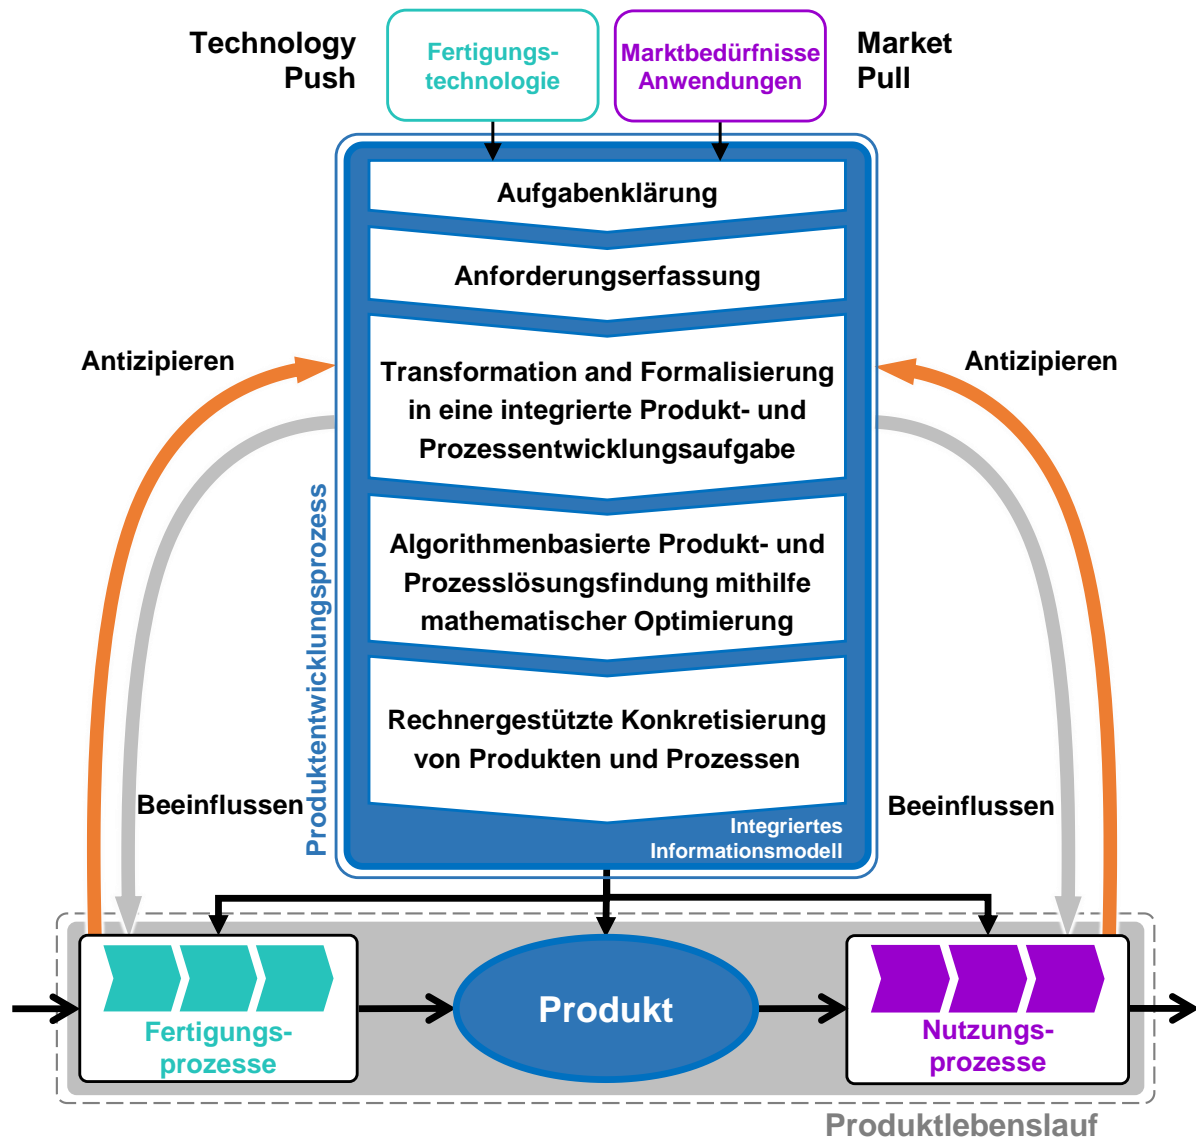 Technology
Push
Fertigungs-
technologie
Marktbedürfnisse
Anwendungen
Market
Pull
Aufgabenklärung
Anforderungserfassung
Antizipieren
Antizipieren
Transformation and Formalisierung
in eine integrierte Produkt- und
Prozessentwicklungsaufgabe
Produktentwicklungsprozess
Algorithmenbasierte Produkt- und
Prozesslösungsfindung mithilfe
mathematischer Optimierung
Rechnergestützte Konkretisierung
von Produkten und Prozessen
Beeinflussen
Beeinflussen
Integriertes
Informationsmodell
Fertigungs-
prozesse
Produkt
Nutzungs-
prozesse
Produktlebenslauf